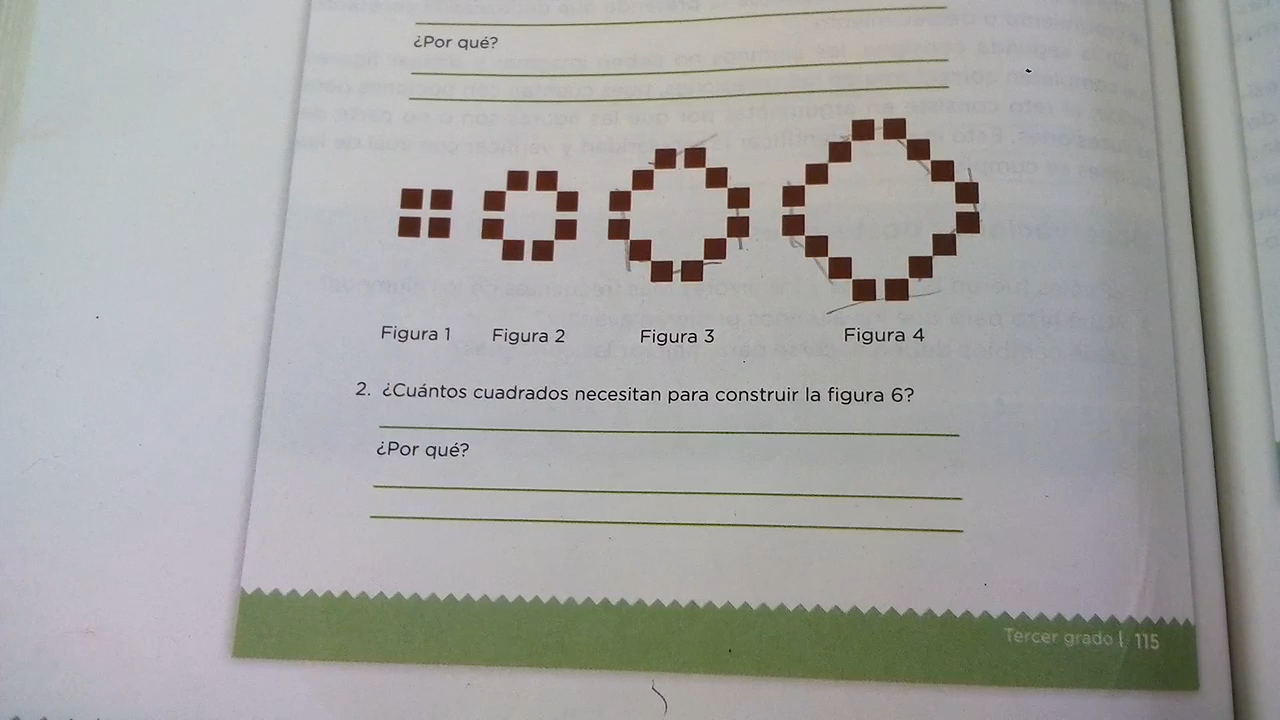 ¿Por qué?
Figura 1 Figura 2 Figura 3 Figura 4
2. ¿Cuántos cuadrados necesitan para construir la figura 6?
¿Por qué?
Tercer grado | 115